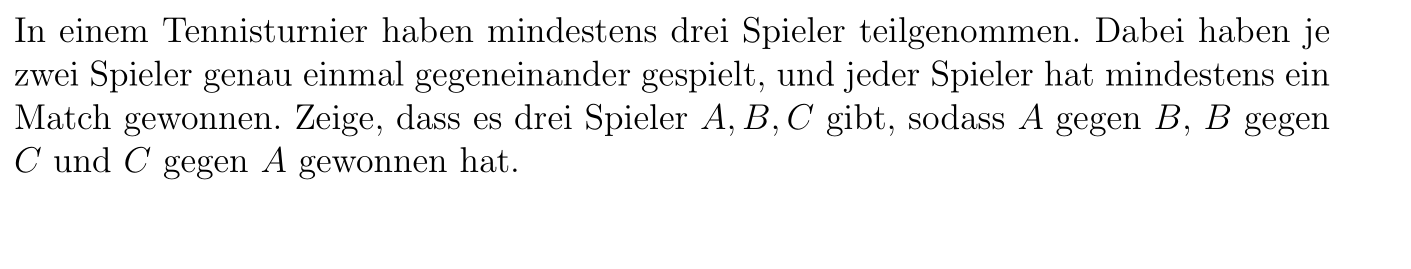 In einem Tennisturnier haben mindestens drei Spieler teilgenommen. Dabei haben je
zwei Spieler genau einmal gegeneinander gespielt, und jeder Spieler hat mindestens ein
Match gewonnen. Zeige, dass es drei Spieler A, B, C gibt, sodass A gegen B, B gegen
C und C gegen A gewonnen hat.